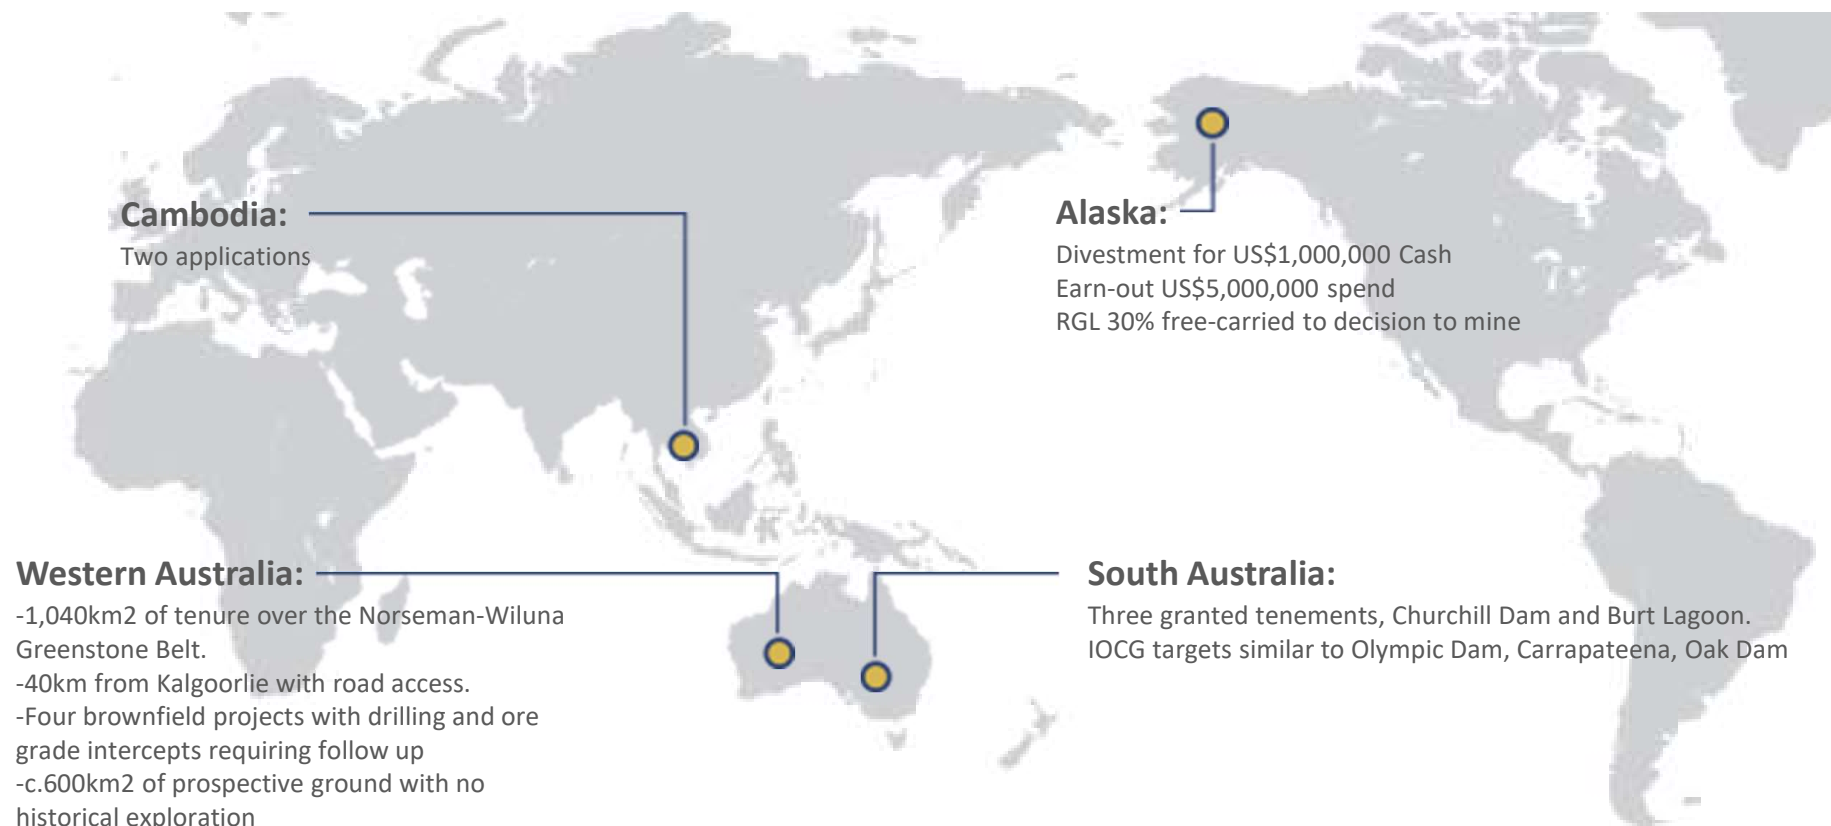 Cambodia:
Two applications
Alaska:
Divestment for US$1,000,000 Cash
Earn-out US$5,000,000 spend
RGL 30% free-carried to decision to mine
Western Australia:
-1,040km2 of tenure over the Norseman-Wiluna
Greenstone Belt.
-40km from Kalgoorlie with road access.
-Four brownfield projects with drilling and ore
grade intercepts requiring follow up
-c.600km2 of prospective ground with no
historical exploration
South Australia:
Three granted tenements, Churchill Dam and Burt Lagoon.
IOCG targets similar to Olympic Dam, Carrapateena, Oak Dam